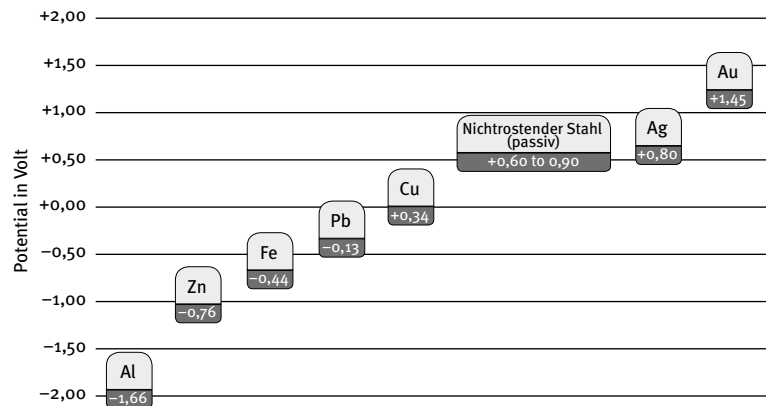 +2,00
+1,50
+1,00
+0,50
+0,00
−0,50
−1,00
−1,50
−2,00
Potential in Volt
Al
−1,66
Zn
−0,76
Fe
−0,44
Pb
−0,13
Cu
+0,34
Nichtrostender Stahl
(passiv)
+0,60 to 0,90
Ag
+0,80
Au
+1,45